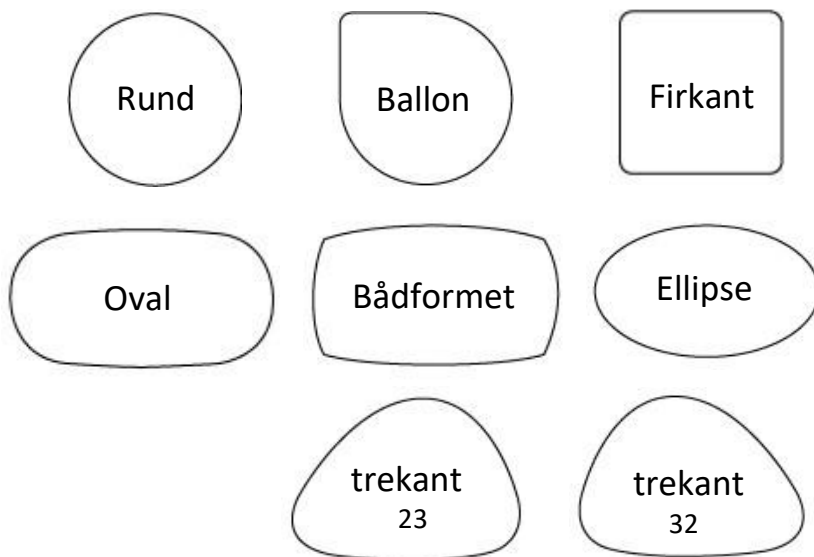 Rund
Ballon
Firkant
Oval
Bådformet
Ellipse
trekant
23
trekant
32